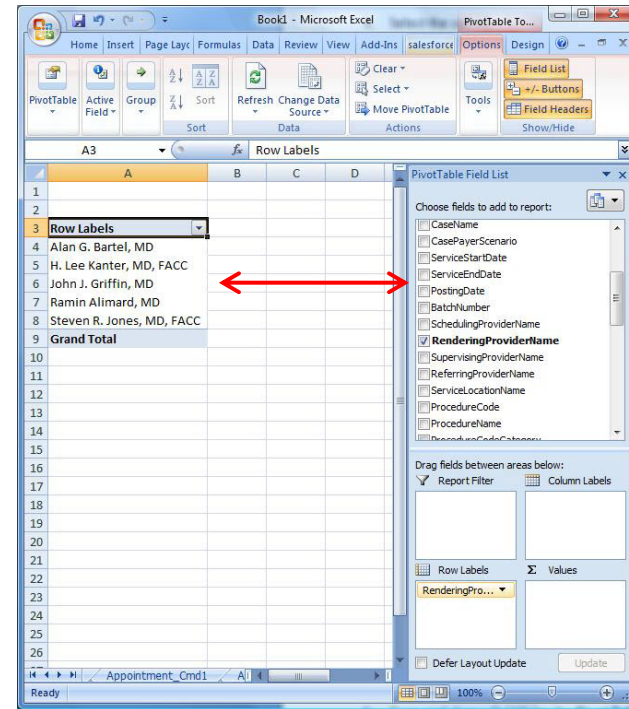 Book1 - Microsoft Excel
PivotTable To...
Home Insert Page Layc Formulas Data Review View Add-Ins salesforce Options Design
PivotTable
Active Field
Group
Sort
Sort
Refresh
Change Data Source
Data
Clear
Select
Move PivotTable
Actions
Tools
Field List
+/- Buttons
Field Headers
Show/Hide
A3
fx Row Labels
A B C D
1
2
3 Row Labels
4 Alan G. Bartel, MD
5 H. Lee Kanter, MD, FACC
6 John J. Griffin, MD
7 Ramin Alimard, MD
8 Steven R. Jones, MD, FACC
9 Grand Total
10
11
12
13
14
15
16
17
18
19
20
21
22
23
24
25
26
PivotTable Field List
Choose fields to add to report:
CaseName
CasePayerScenario
ServiceStartDate
ServiceEndDate
PostingDate
BatchNumber
SchedulingProviderName
RenderingProviderName
SupervisingProviderName
ReferringProviderName
ServiceLocationName
ProcedureCode
ProcedureName
ProcedureCodeCategory
Drag fields between areas below:
Report Filter
Column Labels
Row Labels
Σ Values
RenderingPro...
Defer Layout Update
Update
Appointment_Cmd1
Ready
100%